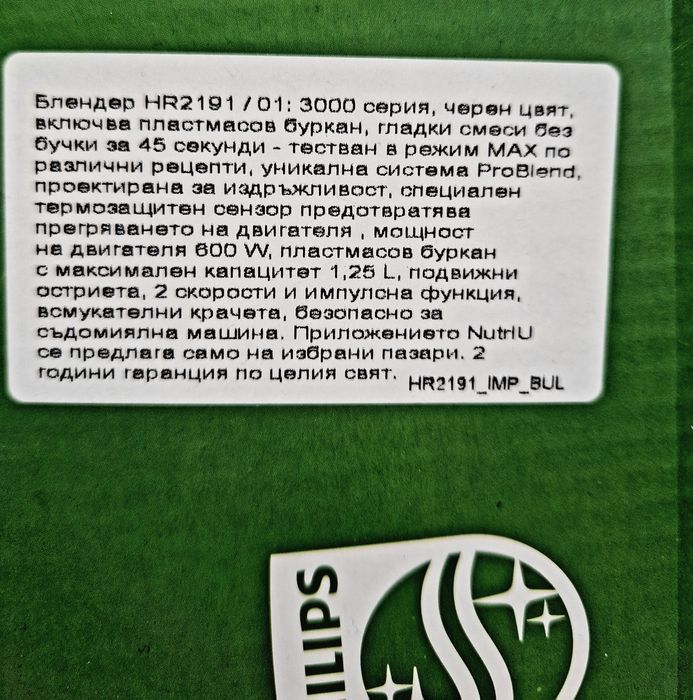 Блендер HR2191 / 01: 3000 серия, черен цвят,
включва пластмасов буркан, гладки смеси без
бучки за 45 секунди - тестван в режим MAX по
различни рецепти, уникална система ProBlend,
проектирана за издръжливост, специален
термозащитен сензор предотвратява
прегряването на двигателя , мощност
на двигателя 600 W, пластмасов буркан
с максимален капацитет 1,25 L, подвижни
остриета, 2 скорости и импулсна функция,
всмукателни крачета, безопасно за
съдомиялна машина. Приложението NutriU
се предлага само на избрани пазари. 2
години гаранция по целия свят.
HR2191_IMP_BUL
ILIPS